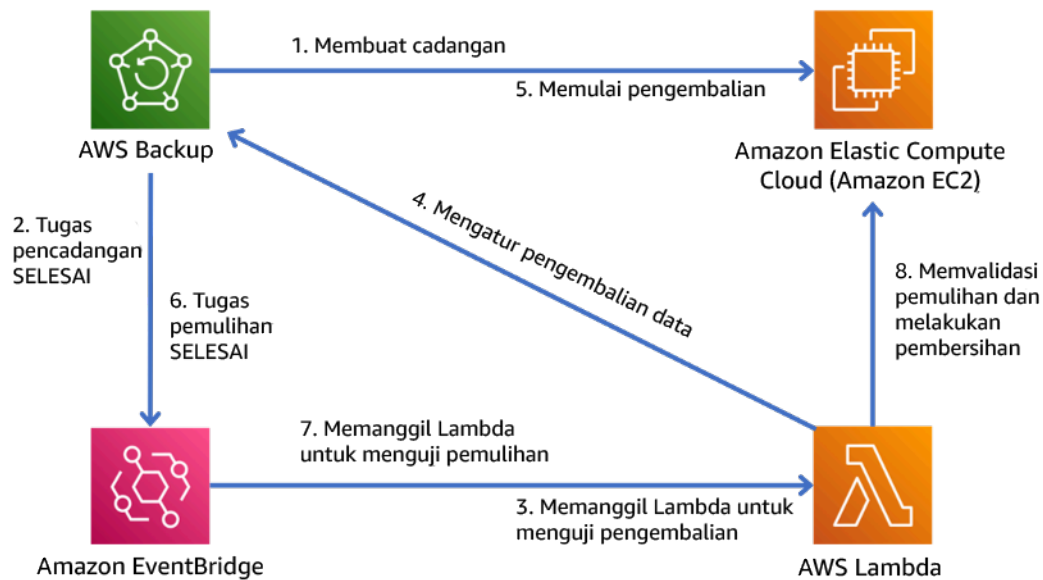 1. Membuat cadangan
5. Memulai pengembalian
AWS Backup
Amazon Elastic Compute
Cloud (Amazon EC2)
2. Tugas
pencadangan
SELESAI
4. Mengatur pengembalian data
6. Tugas
pemulihan
SELESAI
8. Memvalidasi
pemulihan dan
melakukan
pembersihan
7. Memanggil Lambda
untuk menguji pemulihan
3. Memanggil Lambda untuk
menguji pengembalian
Amazon EventBridge
AWS Lambda